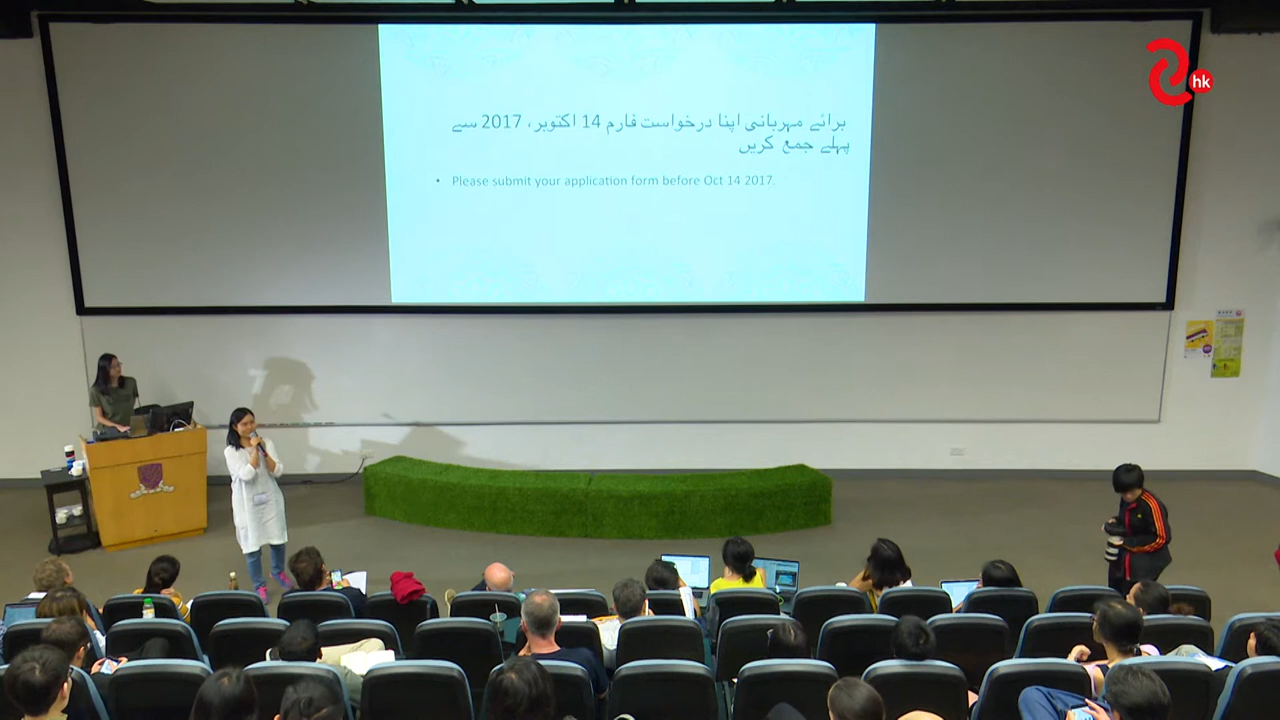 برائے مہربانی اپنا درخواست فارم 14 اکتوبر، 2017 سے
پہلے جمع کریں
• Please submit your application form before Oct 14 2017.
hk